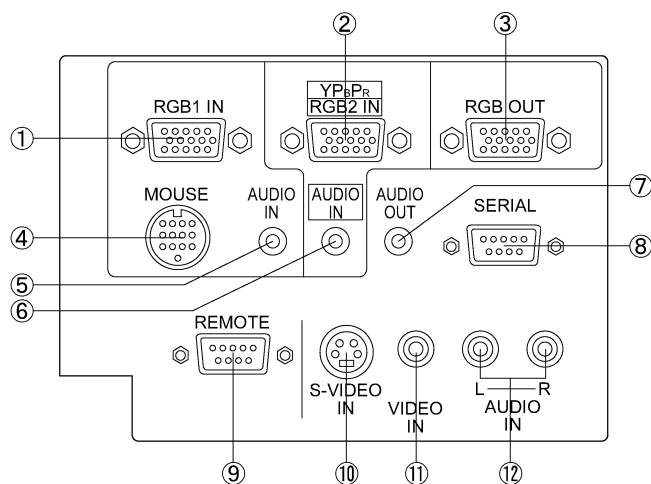 ② ③
YPBPR
RGB1 IN RGB2 IN RGB OUT
①
MOUSE AUDIO IN AUDIO IN AUDIO OUT ⑦
SERIAL
④
⑧
⑤
⑥
REMOTE
S-VIDEO IN
VIDEO IN
L R
AUDIO IN
⑨ ⑩ ⑪ ⑫